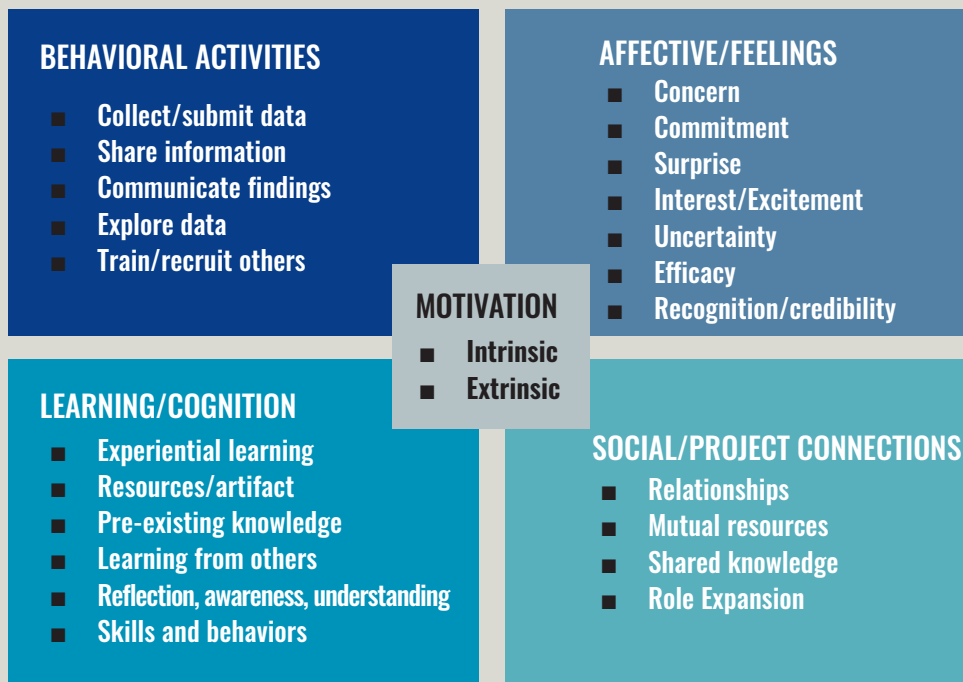 BEHAVIORAL ACTIVITIES
■ Collect/submit data
■ Share information
■ Communicate findings
■ Explore data
■ Train/recruit others
AFFECTIVE/FEELINGS
■ Concern
■ Commitment
■ Surprise
■ Interest/Excitement
■ Uncertainty
■ Efficacy
■ Recognition/credibility
MOTIVATION
■ Intrinsic
■ Extrinsic
LEARNING/COGNITION
■ Experiential learning
■ Resources/artifact
■ Pre-existing knowledge
■ Learning from others
■ Reflection, awareness, understanding
■ Skills and behaviors
SOCIAL/PROJECT CONNECTIONS
■ Relationships
■ Mutual resources
■ Shared knowledge
■ Role Expansion